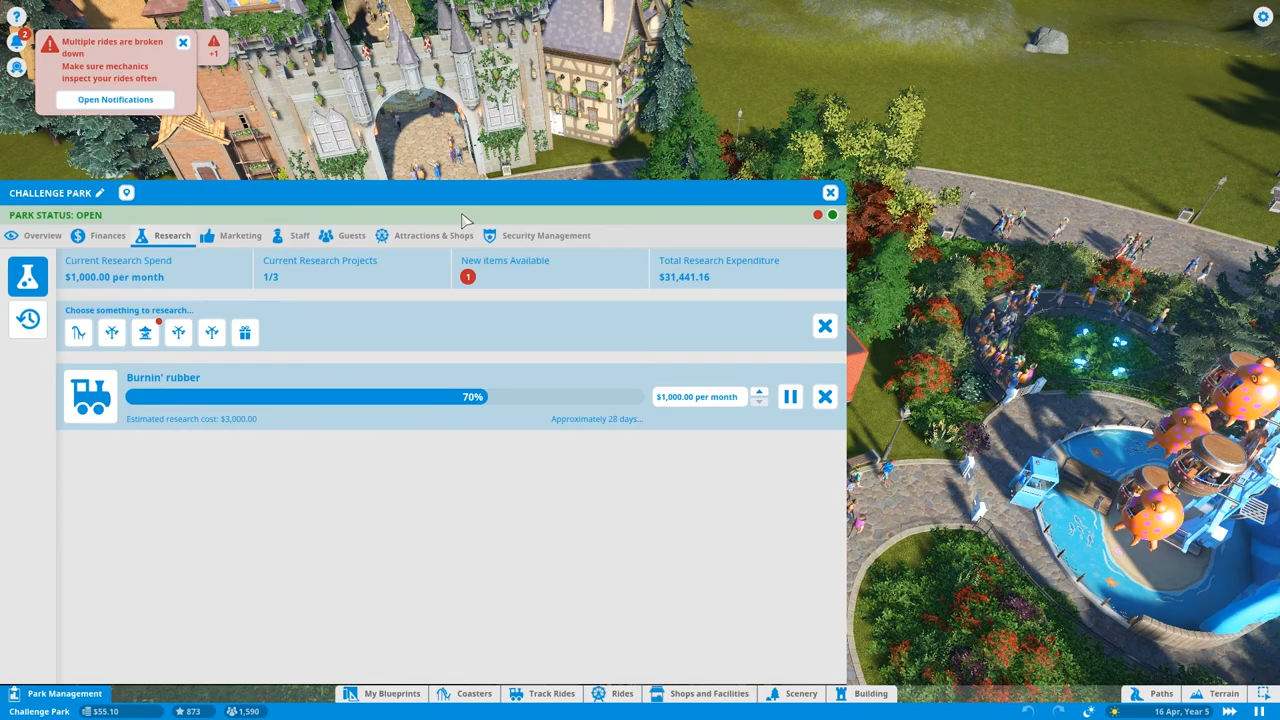 ?
2
Multiple rides are broken
down
Make sure mechanics
inspect your rides often
+1
Open Notifications
CHALLENGE PARK
PARK STATUS: OPEN
Overview Finances Research Marketing Staff Guests Attractions & Shops Security Management
Current Research Spend
$1,000.00 per month
Current Research Projects
1/3
New items Available
1
Total Research Expenditure
$31,441.16
Choose something to research...
Burnin' rubber
70%
$1,000.00 per month
Estimated research cost: $3,000.00
Approximately 28 days...
Park Management My Blueprints Coasters Track Rides Rides Shops and Facilities Scenery Building Paths Terrain
Challenge Park $55.10 873 1,590 16 Apr, Year 5